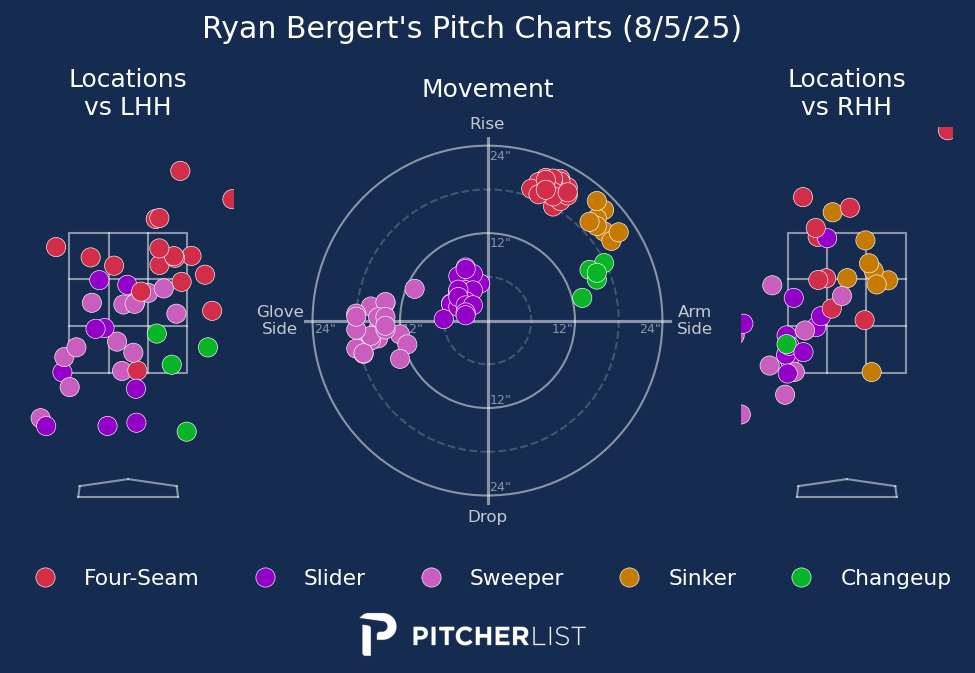 Ryan Bergert's Pitch Charts (8/5/25)
Locations
vs LHH
Movement
Locations
vs RHH
Rise
24"
12"
Glove
Side
24"
12"
12"
24"
Arm
Side
12"
24"
Drop
Four-Seam
Slider
Sweeper
Sinker
Changeup
PITCHERLIST